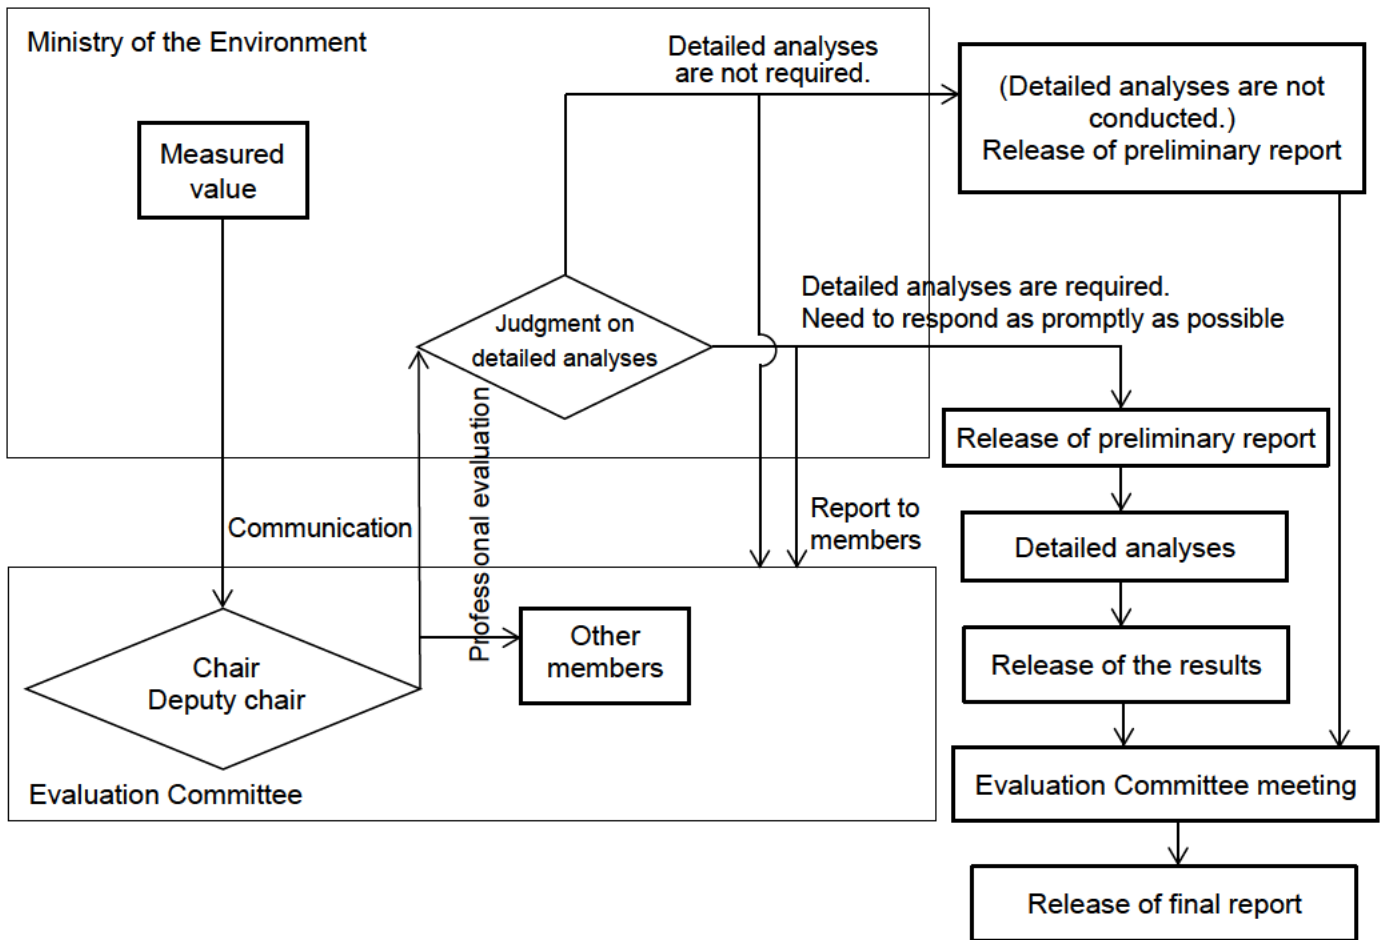 Ministry of the Environment
Measured
value
Detailed analyses
are not required.
(Detailed analyses are not
conducted.)
Release of preliminary report
Judgment on
detailed analyses
Detailed analyses are required.
Need to respond as promptly as possible
Release of preliminary report
Communication
Professional evaluation
Report to
members
Detailed analyses
Chair
Deputy chair
Other
members
Release of the results
Evaluation Committee
Evaluation Committee meeting
Release of final report